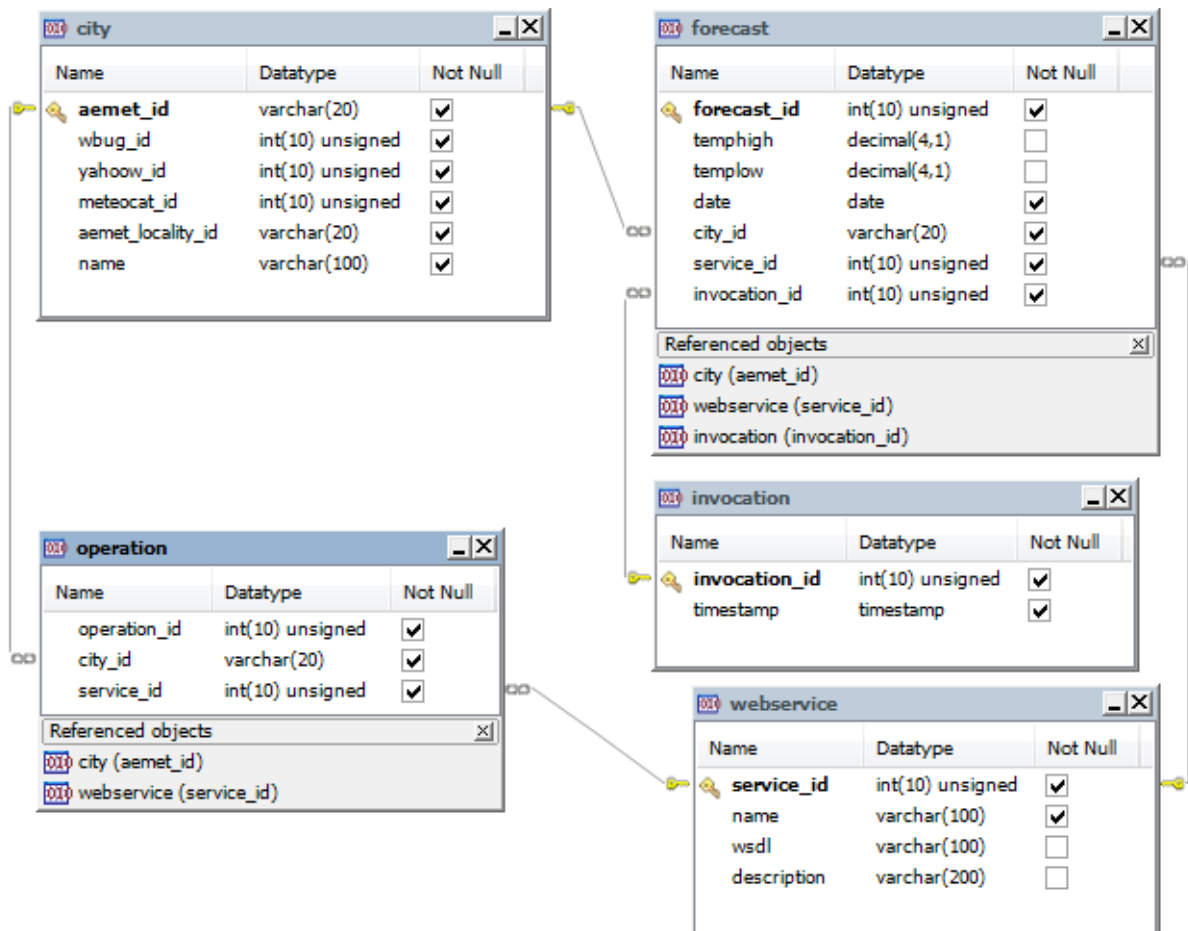 city
Name Datatype Not Null
aemet_id varchar(20)
wbug_id int(10) unsigned
yahoow_id int(10) unsigned
meteocat_id int(10) unsigned
aemet_locality_id varchar(20)
name varchar(100)
forecast
Name Datatype Not Null
forecast_id int(10) unsigned
temphigh decimal(4,1)
templow decimal(4,1)
date date
city_id varchar(20)
service_id int(10) unsigned
invocation_id int(10) unsigned
Referenced objects
city (aemet_id)
webservice (service_id)
invocation (invocation_id)
invocation
Name Datatype Not Null
invocation_id int(10) unsigned
timestamp timestamp
operation
Name Datatype Not Null
operation_id int(10) unsigned
city_id varchar(20)
service_id int(10) unsigned
Referenced objects
city (aemet_id)
webservice (service_id)
webservice
Name Datatype Not Null
service_id int(10) unsigned
name varchar(100)
wsdl varchar(100)
description varchar(200)